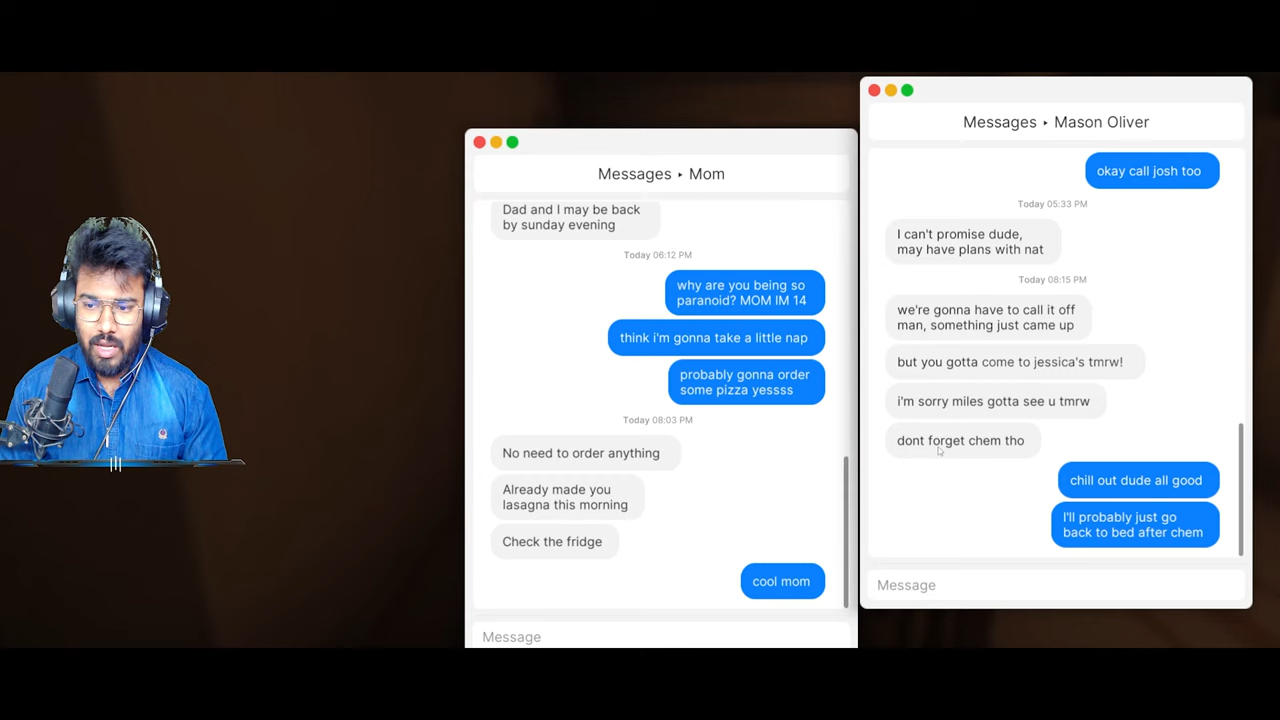 Messages ▸ Mom
Dad and I may be back
by sunday evening
Today 06:12 PM
why are you being so
paranoid? MOM IM 14
think i'm gonna take a little nap
probably gonna order
some pizza yessss
Today 08:03 PM
No need to order anything
Already made you
lasagna this morning
Check the fridge
cool mom
Message
Messages ▸ Mason Oliver
okay call josh too
Today 05:33 PM
I can't promise dude,
may have plans with nat
Today 08:15 PM
we're gonna have to call it off
man, something just came up
but you gotta come to jessica's tmrw!
i'm sorry miles gotta see u tmrw
dont forget chem tho
chill out dude all good
I'll probably just go
back to bed after chem
Message